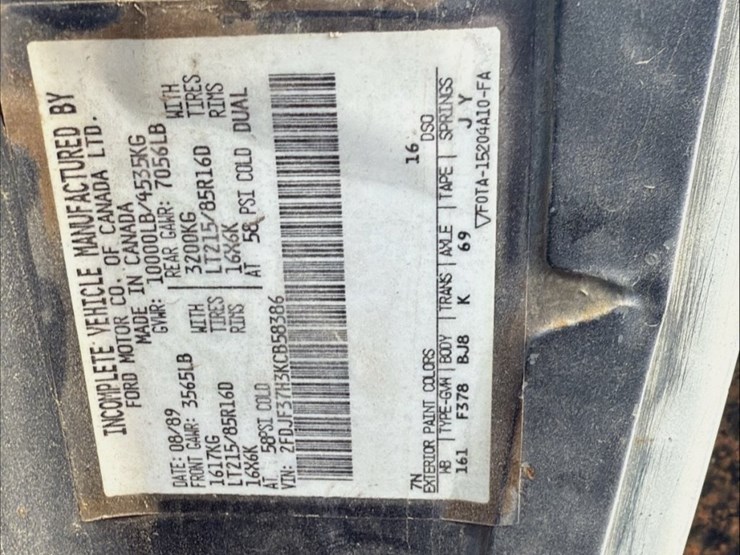 INCOMPLETE VEHICLE MANUFACTURED BY
FORD MOTOR CO. OF CANADA LTD.
MADE IN CANADA
DATE: 08/89 GVWR: 10000LB/4535KG
FRONT GAWR: 3565LB REAR GAWR: 7056LB
1617KG WITH 3200KG WITH
LT215/85R16D TIRES LT215/85R16D TIRES
16X6K RIMS 16X6K RIMS
AT 58PSI COLD AT 58 PSI COLD DUAL
VIN: 2FDJF37M3KCB58386
7N 16
EXTERIOR PAINT COLORS DSO
WB TYPE-GVW BODY TRANS AXLE TAPE SPRINGS
161 F378 BJ8 K 69 J Y
▽F0TA-15204A10-FA